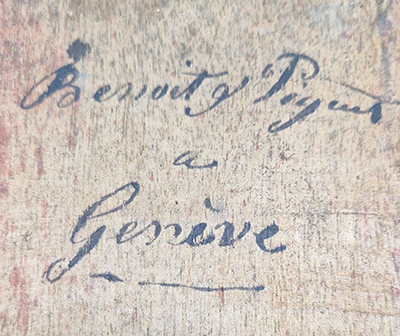 Benoit & Piguet
a
Genève